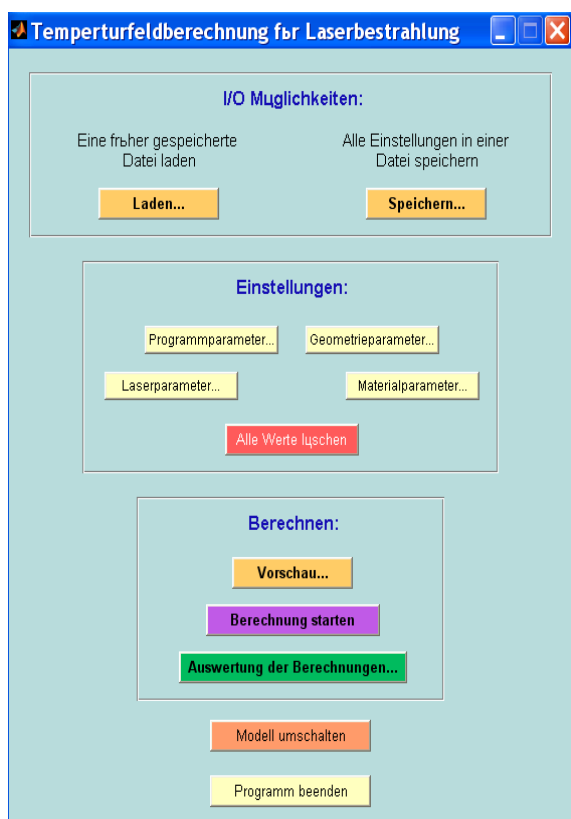 Temperturfeldberechnung fьr Laserbestrahlung
I/O Mцglichkeiten:
Eine frьher gespeicherte
Datei laden
Alle Einstellungen in einer
Datei speichern
Laden...
Speichern...
Einstellungen:
Programmparameter...
Geometrieparameter...
Laserparameter...
Materialparameter...
Alle Werte lцschen
Berechnen:
Vorschau...
Berechnung starten
Auswertung der Berechnungen...
Modell umschalten
Programm beenden